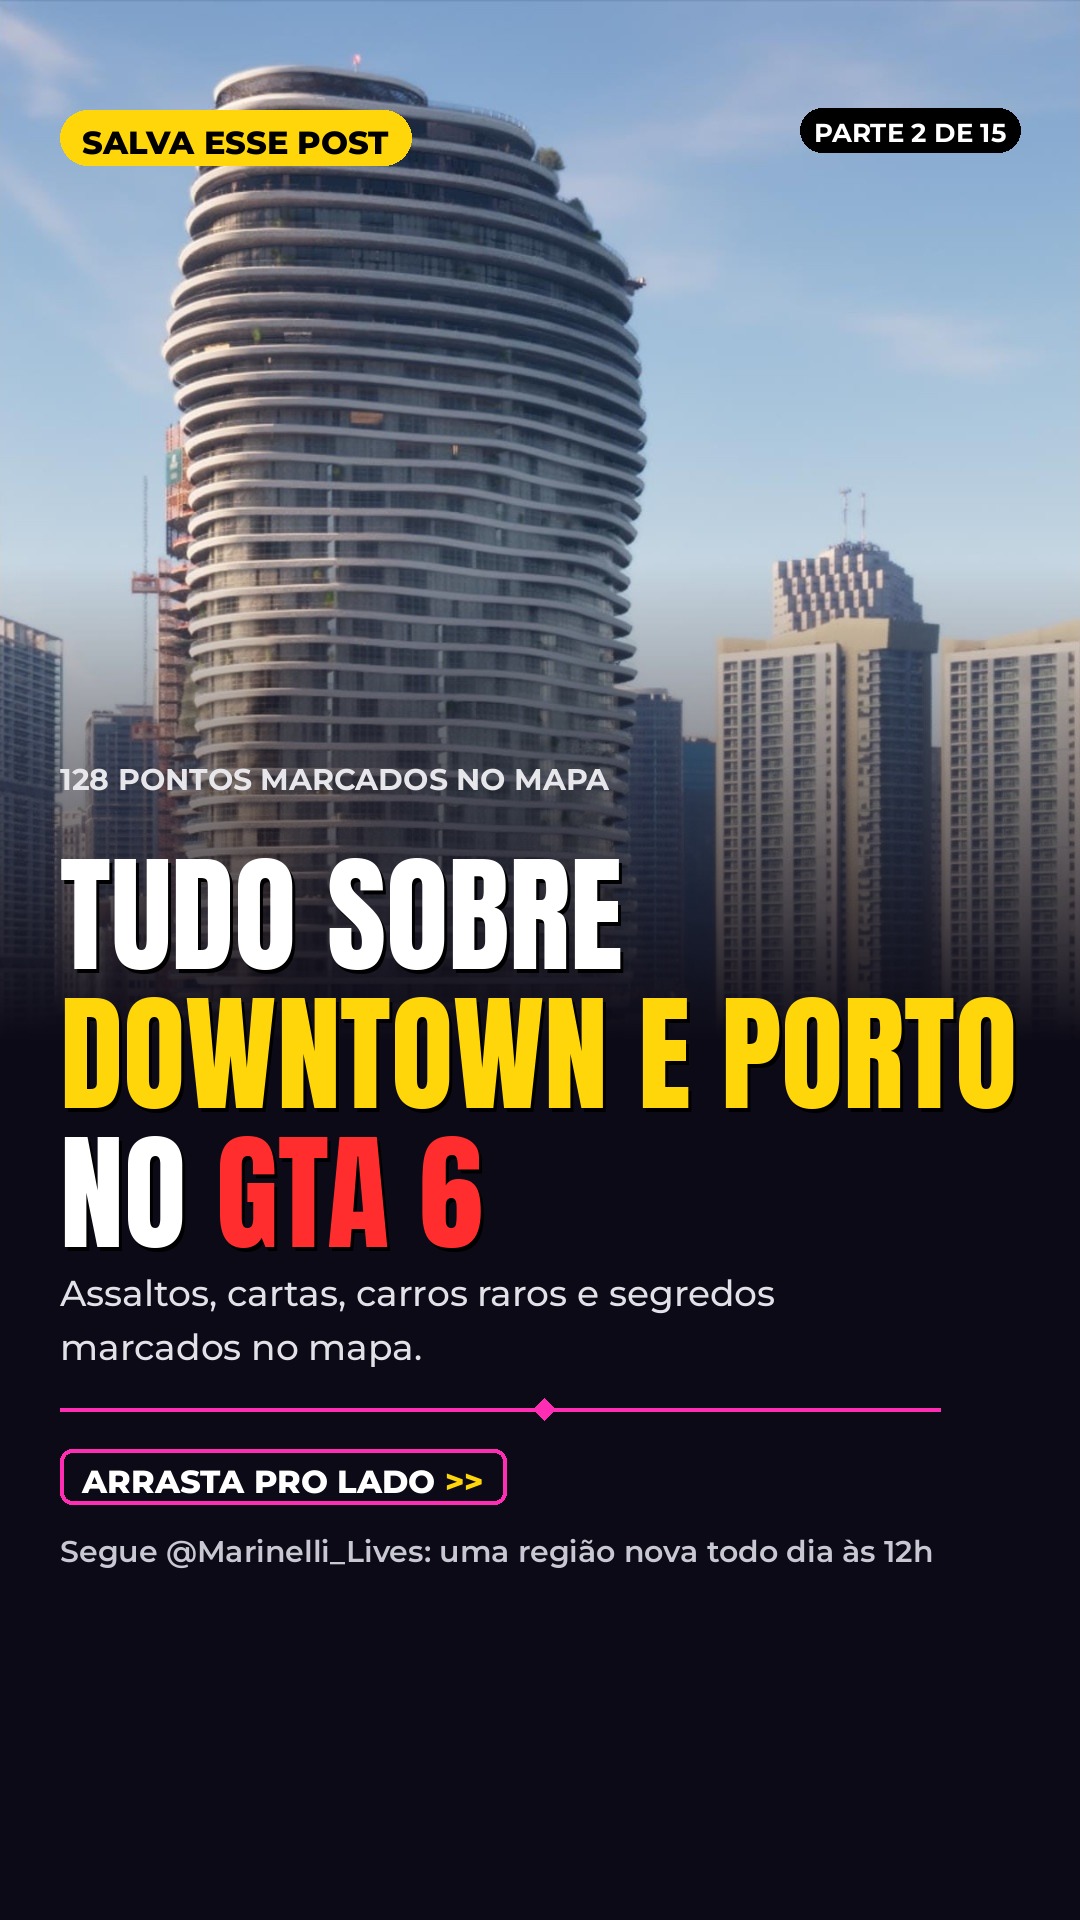 SALVA ESSE POST
PARTE 2 DE 15
128 PONTOS MARCADOS NO MAPA
TUDO SOBRE
DOWNTOWN E PORTO
NO GTA 6
Assaltos, cartas, carros raros e segredos
marcados no mapa.
ARRASTA PRO LADO >>
Segue @Marinelli_Lives: uma região nova todo dia às 12h